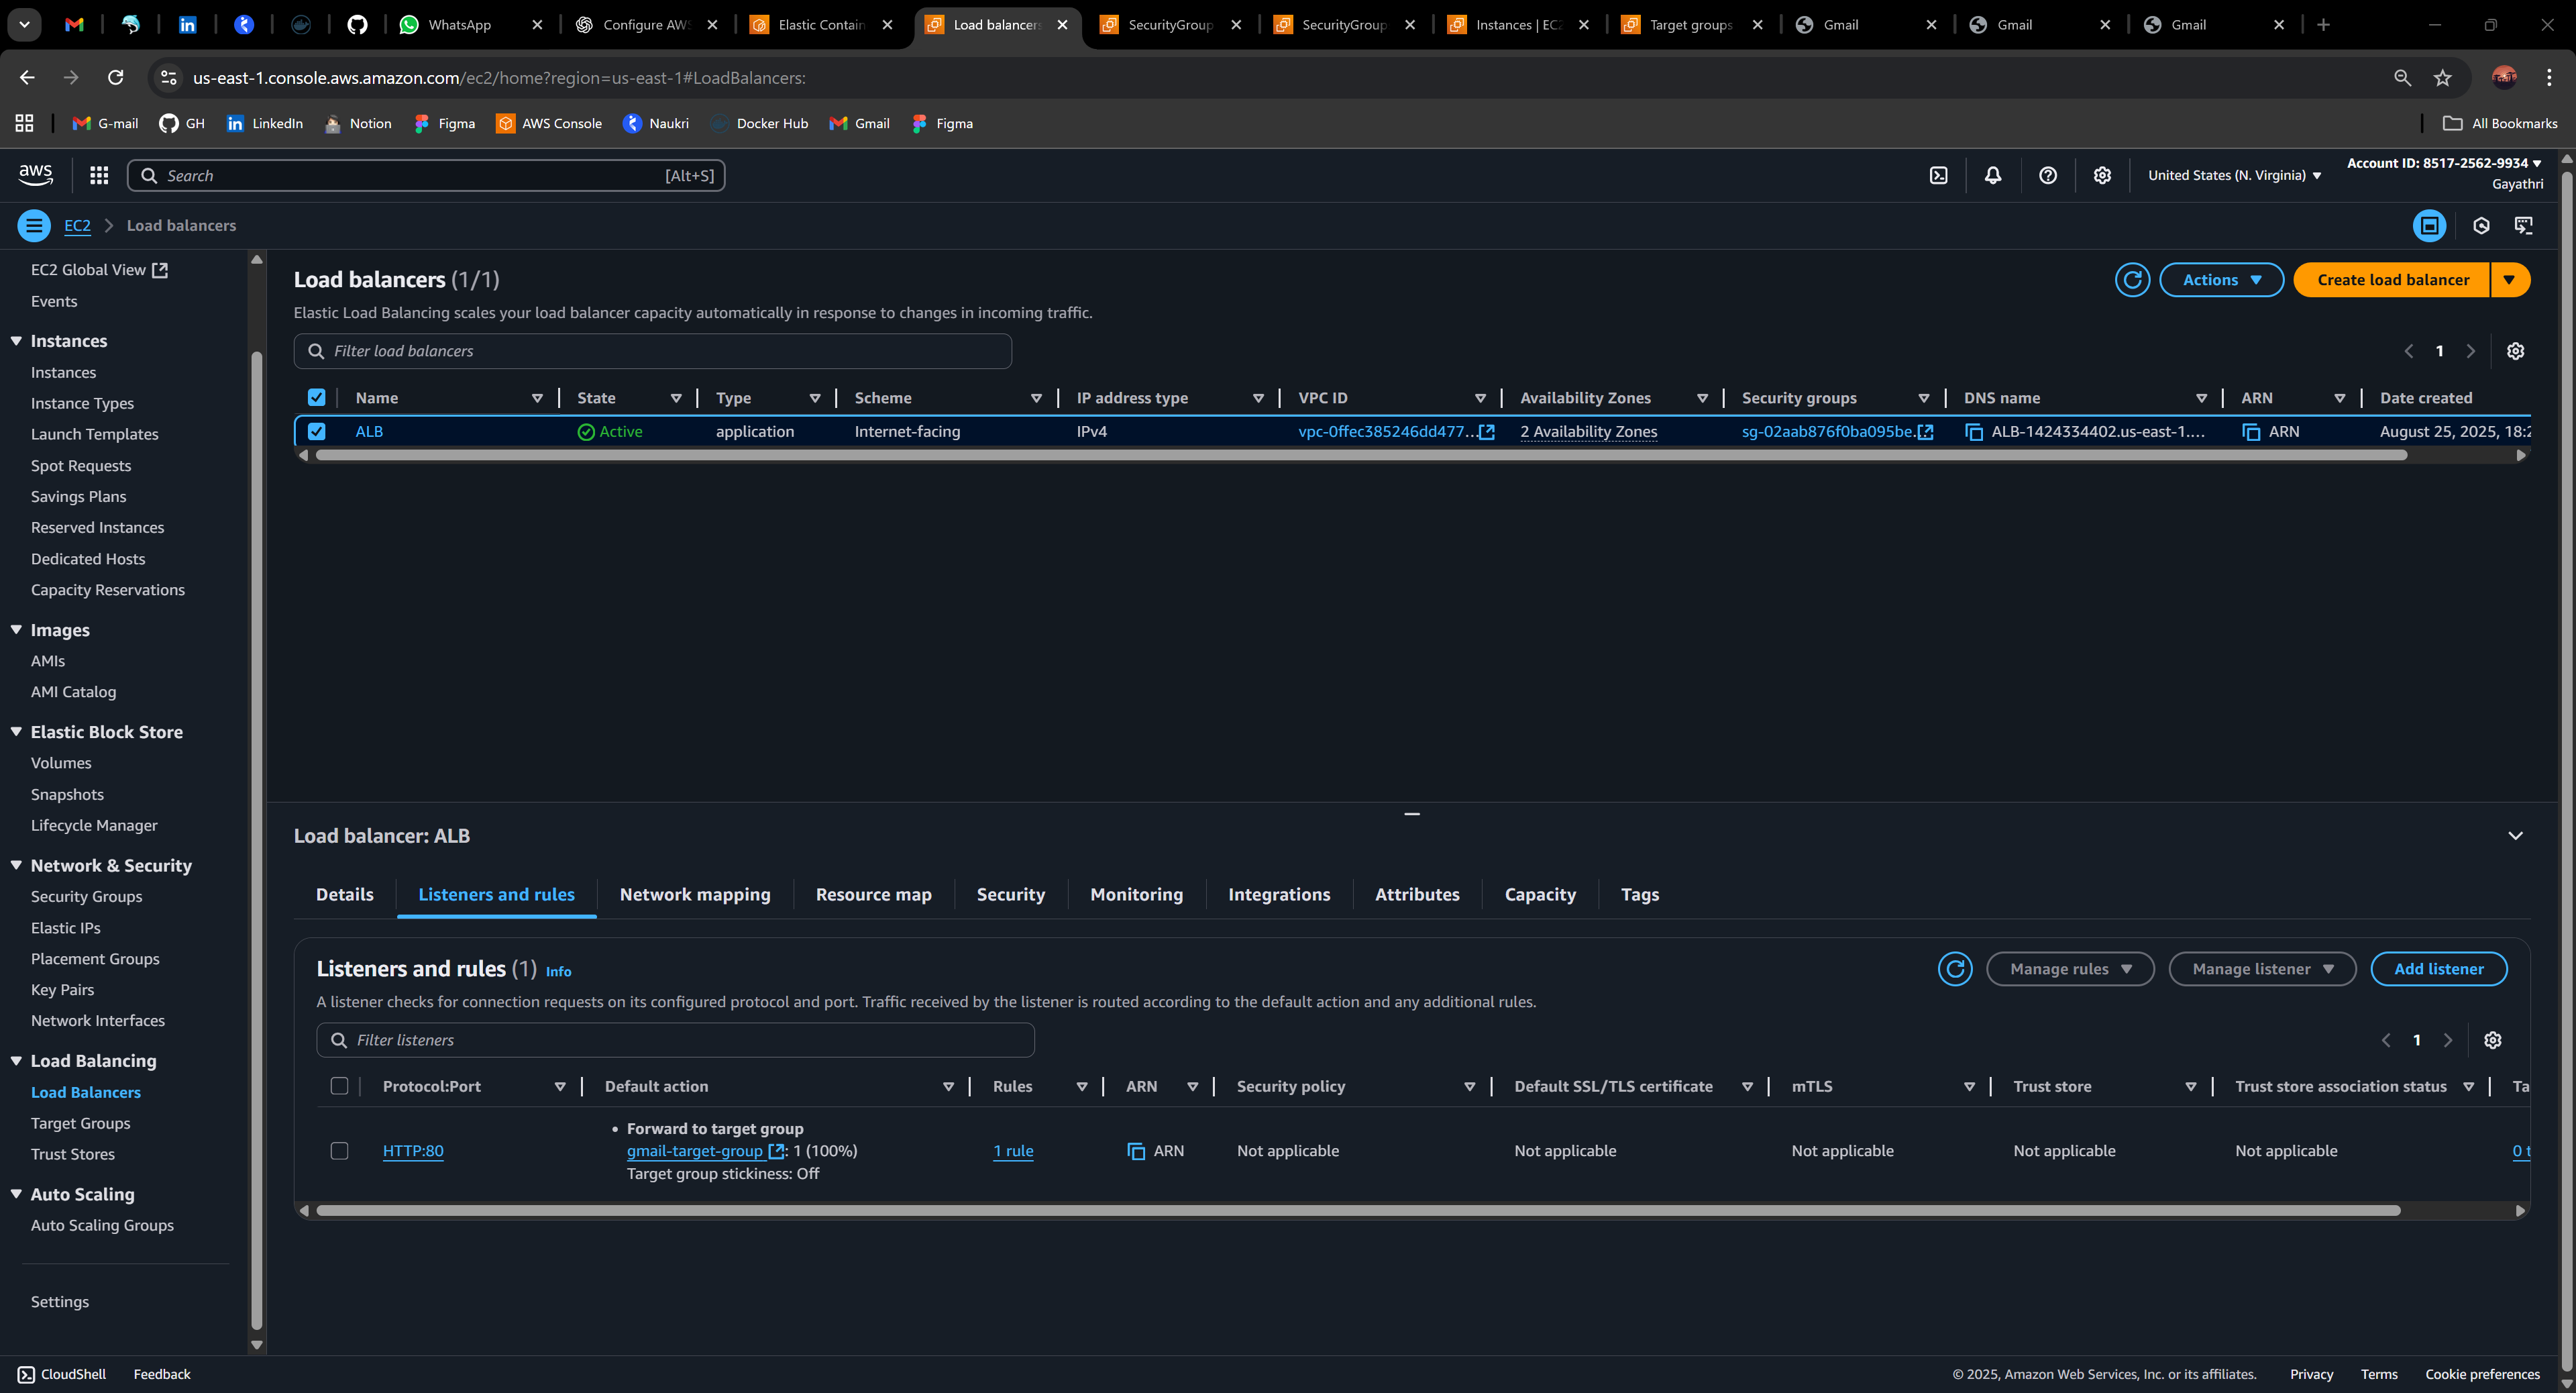 WhatsApp
Configure AWS
Elastic Contain
Load balancers
SecurityGroup
SecurityGroup
Instances | EC2
Target groups
Gmail
Gmail
Gmail
us-east-1.console.aws.amazon.com/ec2/home?region=us-east-1#LoadBalancers:
G-mail
GH
LinkedIn
Notion
Figma
AWS Console
Naukri
Docker Hub
Gmail
Figma
All Bookmarks
aws
Search
[Alt+S]
United States (N. Virginia)
Account ID: 8517-2562-9934
Gayathri
EC2
Load balancers
EC2 Global View
Events
Instances
Instances
Instance Types
Launch Templates
Spot Requests
Savings Plans
Reserved Instances
Dedicated Hosts
Capacity Reservations
Images
AMIs
AMI Catalog
Elastic Block Store
Volumes
Snapshots
Lifecycle Manager
Network & Security
Security Groups
Elastic IPs
Placement Groups
Key Pairs
Network Interfaces
Load Balancing
Load Balancers
Target Groups
Trust Stores
Auto Scaling
Auto Scaling Groups
Settings
Load balancers (1/1)
Actions
Create load balancer
Elastic Load Balancing scales your load balancer capacity automatically in response to changes in incoming traffic.
Filter load balancers
1
Name State Type Scheme IP address type VPC ID Availability Zones Security groups DNS name ARN Date created
ALB Active application Internet-facing IPv4 vpc-0ffec385246dd477... 2 Availability Zones sg-02aab876f0ba095be... ALB-1424334402.us-east-1.... ARN August 25, 2025, 18:2
Load balancer: ALB
Details Listeners and rules Network mapping Resource map Security Monitoring Integrations Attributes Capacity Tags
Listeners and rules (1) Info
Manage rules
Manage listener
Add listener
A listener checks for connection requests on its configured protocol and port. Traffic received by the listener is routed according to the default action and any additional rules.
Filter listeners
1
Protocol:Port Default action Rules ARN Security policy Default SSL/TLS certificate mTLS Trust store Trust store association status Ta
• Forward to target group
HTTP:80 gmail-target-group : 1 (100%) 1 rule ARN Not applicable Not applicable Not applicable Not applicable Not applicable 0 t
Target group stickiness: Off
CloudShell
Feedback
© 2025, Amazon Web Services, Inc. or its affiliates.
Privacy
Terms
Cookie preferences